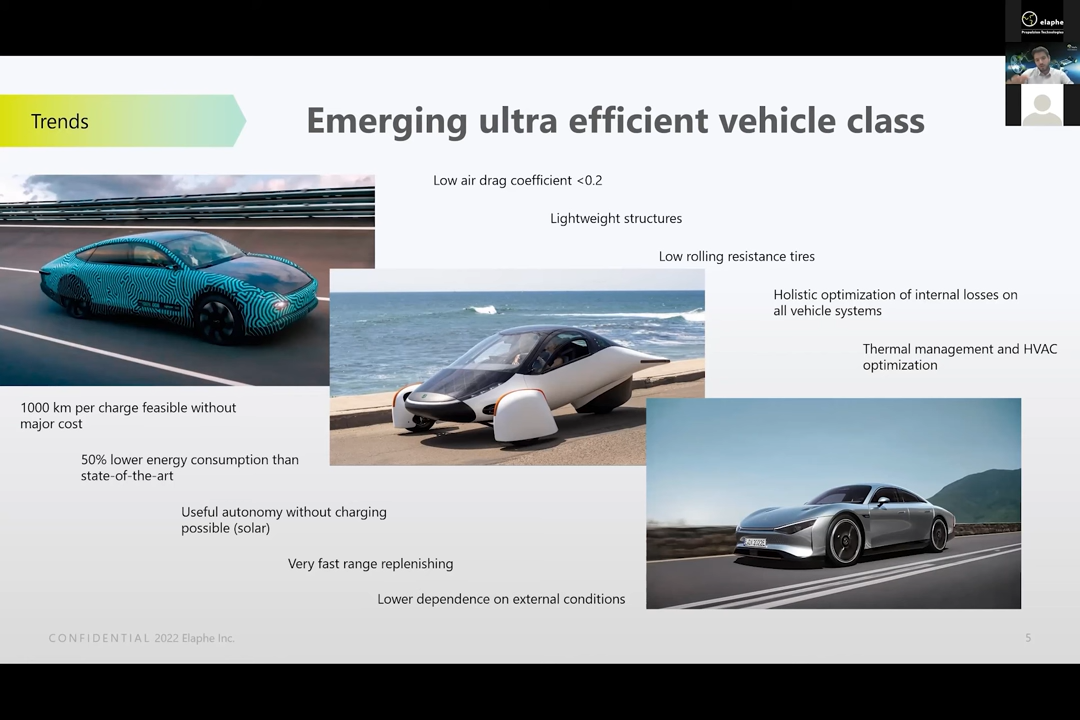 elaphe
Propulsion Technologies
Trends
Emerging ultra efficient vehicle class
Low air drag coefficient <0.2
Lightweight structures
Low rolling resistance tires
Holistic optimization of internal losses on
all vehicle systems
Thermal management and HVAC
optimization
1000 km per charge feasible without
major cost
50% lower energy consumption than
state-of-the-art
Useful autonomy without charging
possible (solar)
Very fast range replenishing
Lower dependence on external conditions
CONFIDENTIAL 2022 Elaphe Inc.
5